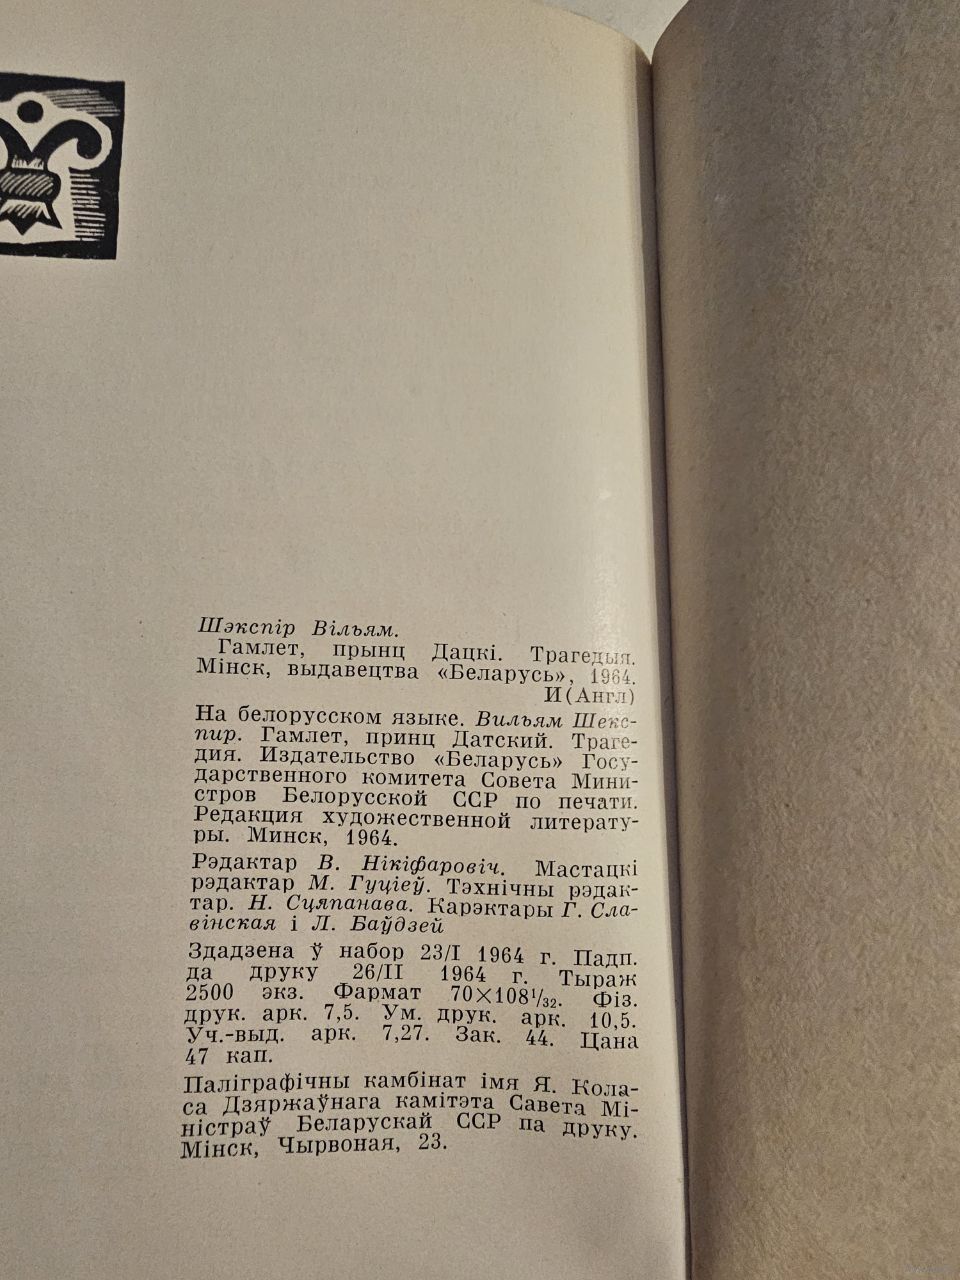 Шэкспір Вільям.
Гамлет, прынц Дацкі. Трагедыя.
Мінск, выдавецтва «Беларусь», 1964.
И(Англ)
На белорусском языке. Вильям Шекс-
пир. Гамлет, принц Датский. Траге-
дия. Издательство «Беларусь» Госу-
дарственного комитета Совета Мини-
стров Белорусской ССР по печати.
Редакция художественной литерату-
ры. Минск, 1964.
Рэдактар В. Нікіфаровіч. Мастацкі
рэдактар М. Гуціеў. Тэхнічны рэдак-
тар. Н. Сцяпанава. Карэктары Г. Сла-
вінская і Л. Баўдзей
Здадзена ў набор 23/I 1964 г. Падп.
да друку 26/II 1964 г. Тыраж
2500 экз. Фармат 70×108¹/₃₂. Фіз.
друк. арк. 7,5. Ум. друк. арк. 10,5.
Уч.-выд. арк. 7,27. Зак. 44. Цана
47 кап.
Паліграфічны камбінат імя Я. Кола-
са Дзяржаўнага камітэта Савета Мі-
ністраў Беларускай ССР па друку.
Мінск, Чырвоная, 23.